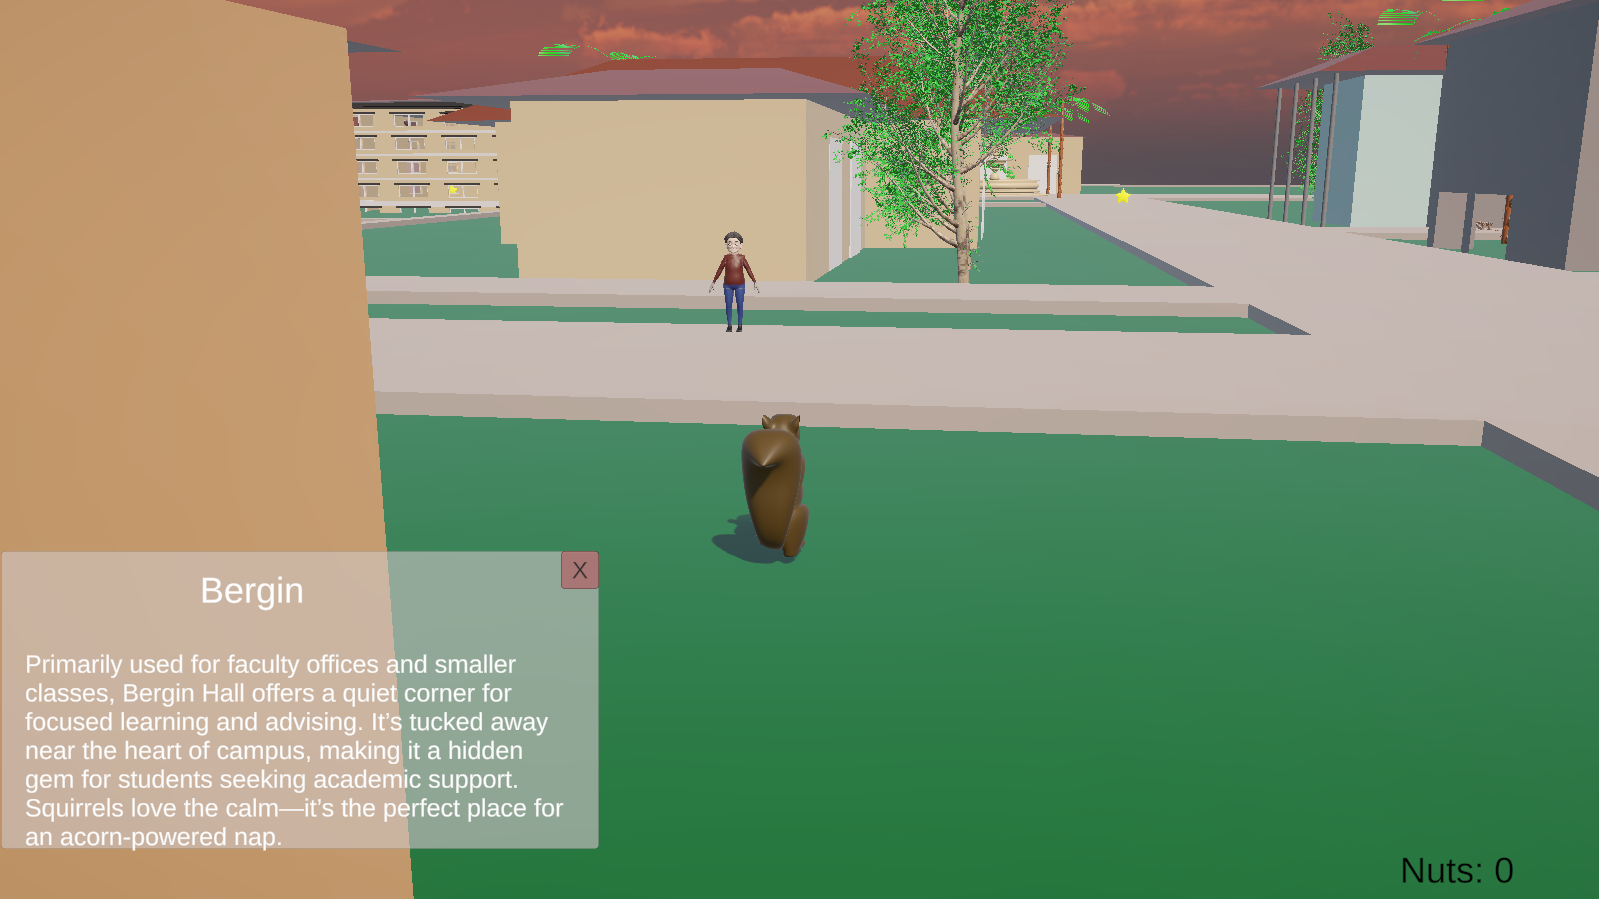 Bergin
X
Primarily used for faculty offices and smaller
classes, Bergin Hall offers a quiet corner for
focused learning and advising. It’s tucked away
near the heart of campus, making it a hidden
gem for students seeking academic support.
Squirrels love the calm—it’s the perfect place for
an acorn-powered nap.
Nuts: 0